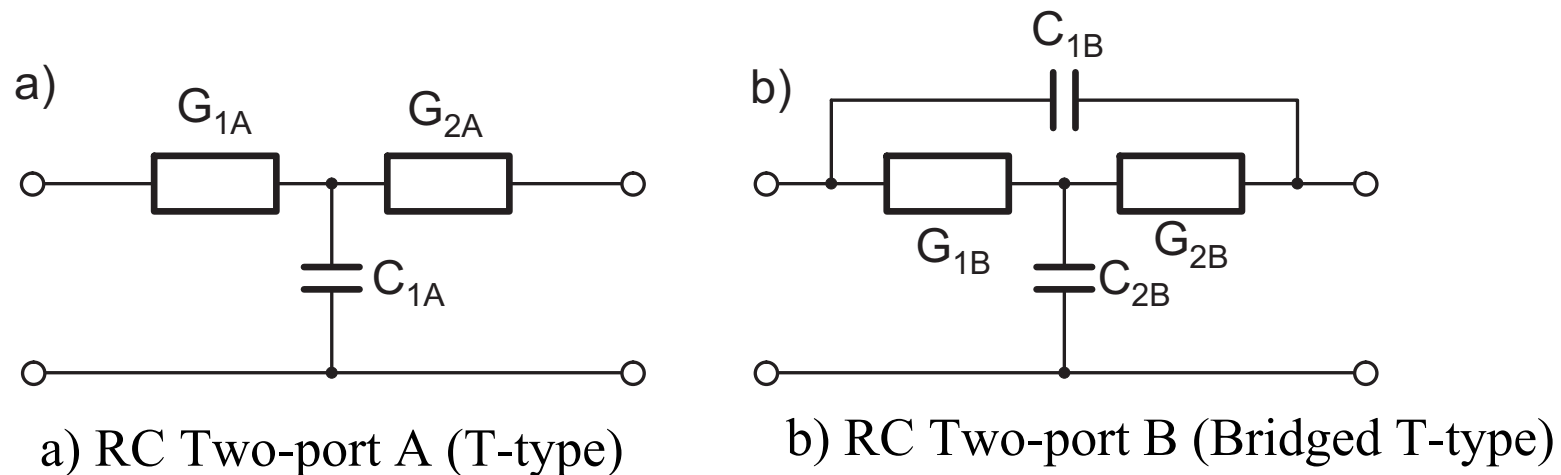 a)
G1A
G2A
C1A
a) RC Two-port A (T-type)
b)
C1B
G1B
G2B
C2B
b) RC Two-port B (Bridged T-type)